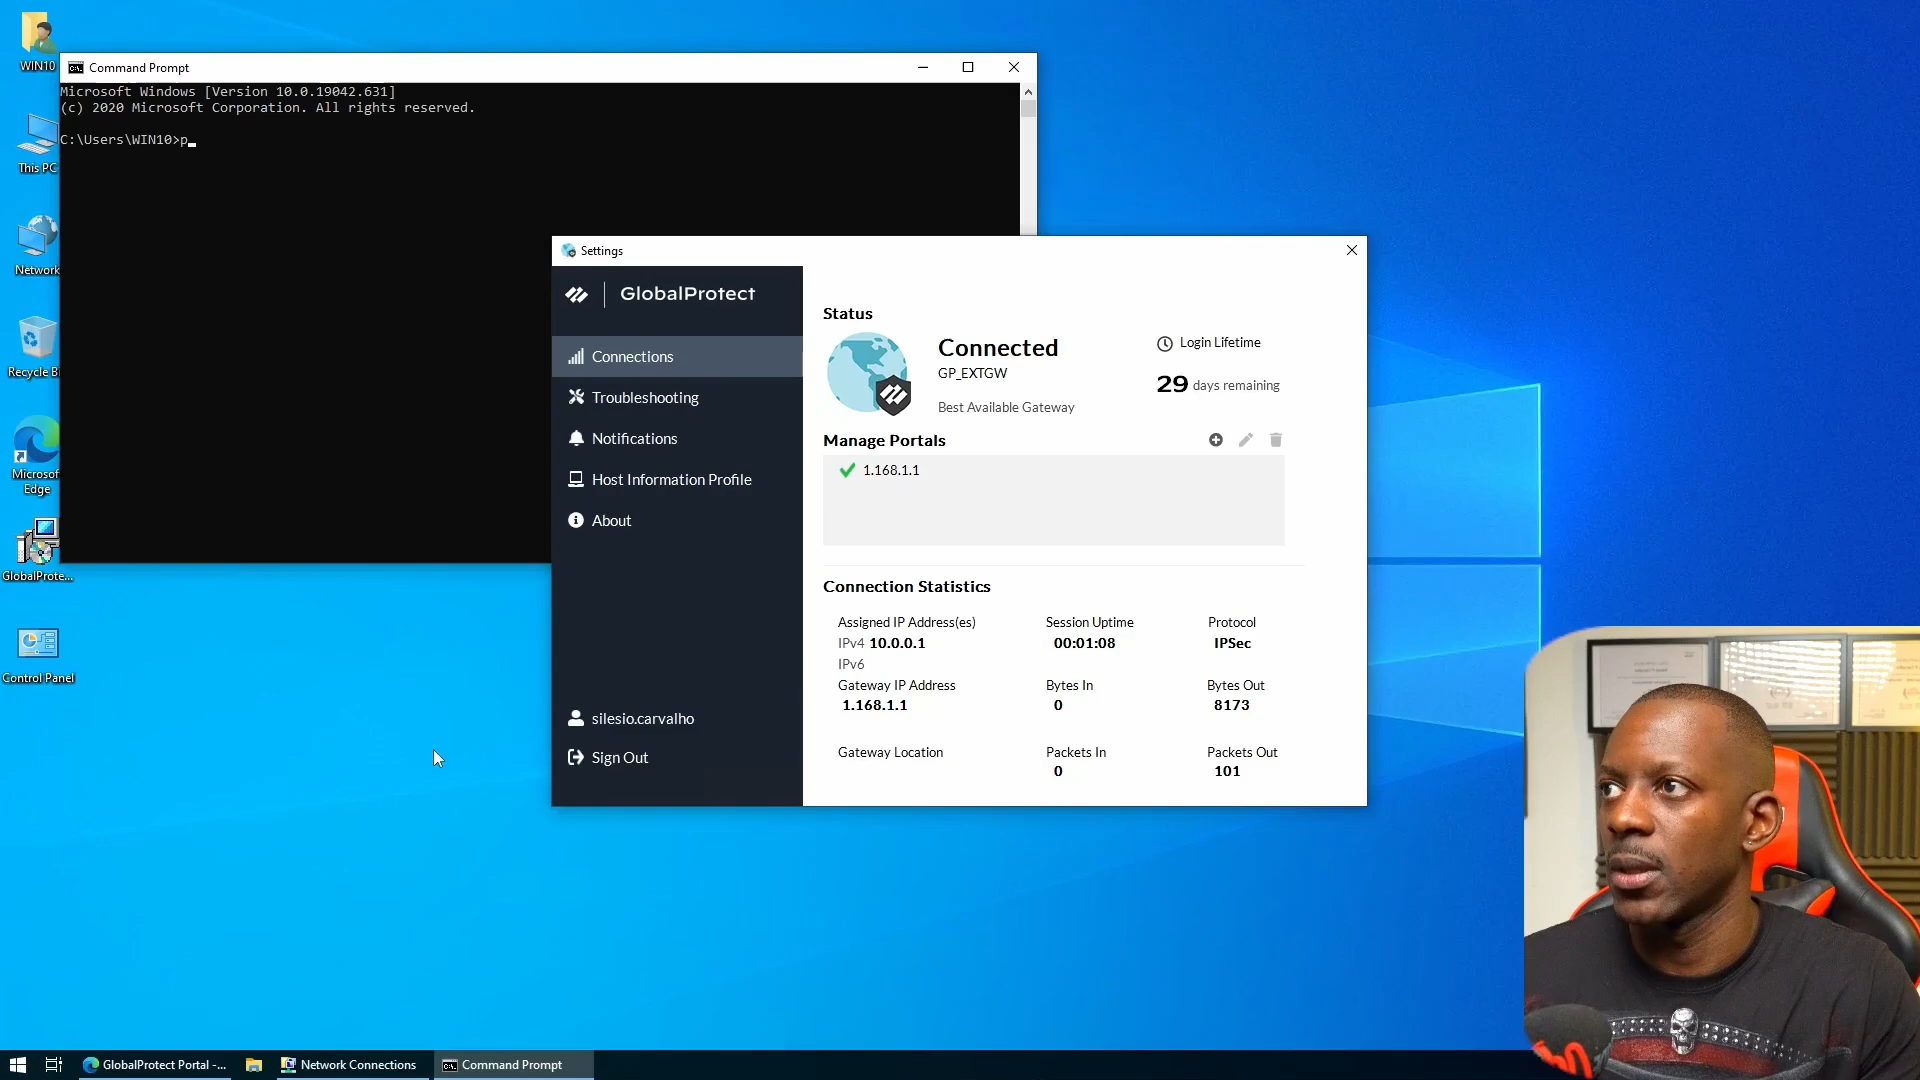 WIN10
This PC
Network
Recycle Bi
Microsof
Edge
GlobalProte...
Control Panel
Command Prompt
Microsoft Windows [Version 10.0.19042.631]
(c) 2020 Microsoft Corporation. All rights reserved.
C:\Users\WIN10>p
Settings
GlobalProtect
Connections
Troubleshooting
Notifications
Host Information Profile
About
silesio.carvalho
Sign Out
Status
Connected
GP_EXTGW
Best Available Gateway
Login Lifetime
29 days remaining
Manage Portals
1.168.1.1
Connection Statistics
Assigned IP Address(es)
IPv4 10.0.0.1
IPv6
Session Uptime
00:01:08
Protocol
IPSec
Gateway IP Address
1.168.1.1
Bytes In
0
Bytes Out
8173
Gateway Location
Packets In
0
Packets Out
101
GlobalProtect Portal -...
Network Connections
Command Prompt